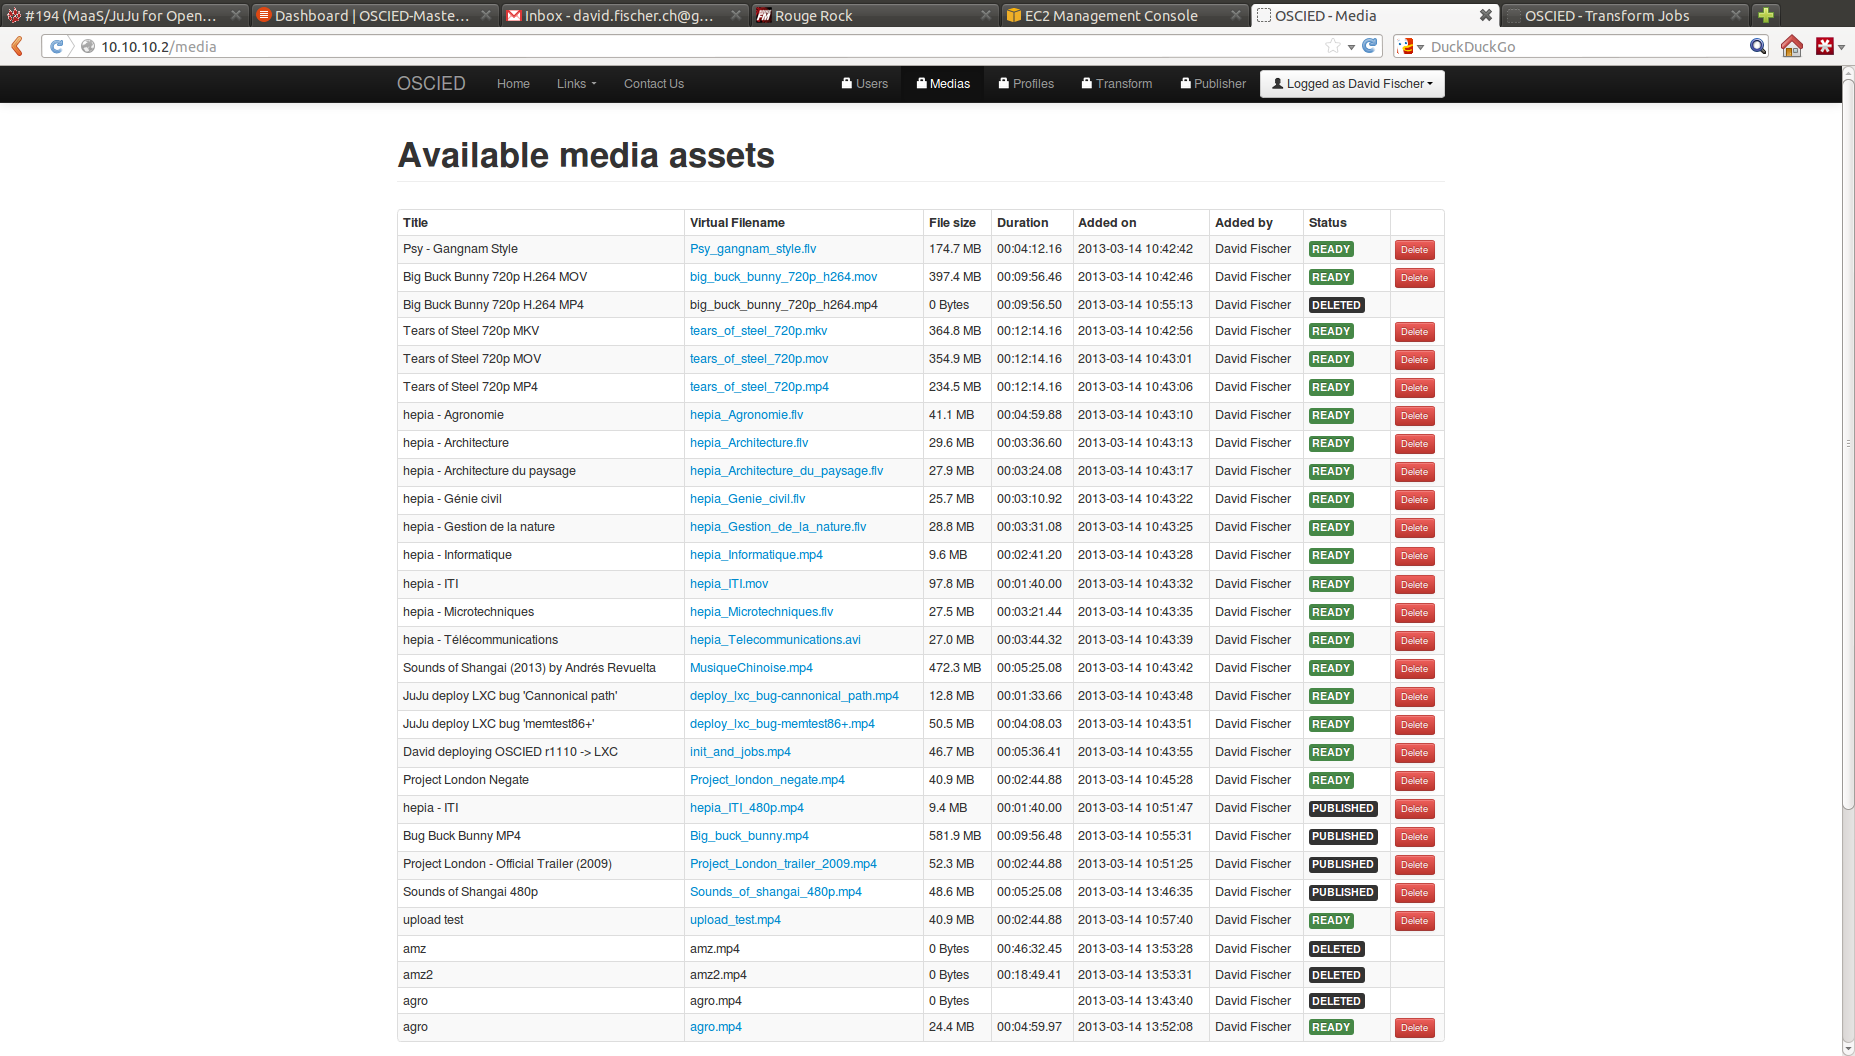 #194 (MaaS/JuJu for Open... Dashboard | OSCIED-Maste... Inbox - david.fischer.ch@g... Rouge Rock EC2 Management Console OSCIED - Media OSCIED - Transform Jobs
10.10.10.2/media DuckDuckGo
OSCIED Home Links Contact Us Users Medias Profiles Transform Publisher Logged as David Fischer
Available media assets
Title Virtual Filename File size Duration Added on Added by Status
Psy - Gangnam Style Psy_gangnam_style.flv 174.7 MB 00:04:12.16 2013-03-14 10:42:42 David Fischer READY Delete
Big Buck Bunny 720p H.264 MOV big_buck_bunny_720p_h264.mov 397.4 MB 00:09:56.46 2013-03-14 10:42:46 David Fischer READY Delete
Big Buck Bunny 720p H.264 MP4 big_buck_bunny_720p_h264.mp4 0 Bytes 00:09:56.50 2013-03-14 10:55:13 David Fischer DELETED
Tears of Steel 720p MKV tears_of_steel_720p.mkv 364.8 MB 00:12:14.16 2013-03-14 10:42:56 David Fischer READY Delete
Tears of Steel 720p MOV tears_of_steel_720p.mov 354.9 MB 00:12:14.16 2013-03-14 10:43:01 David Fischer READY Delete
Tears of Steel 720p MP4 tears_of_steel_720p.mp4 234.5 MB 00:12:14.16 2013-03-14 10:43:06 David Fischer READY Delete
hepia - Agronomie hepia_Agronomie.flv 41.1 MB 00:04:59.88 2013-03-14 10:43:10 David Fischer READY Delete
hepia - Architecture hepia_Architecture.flv 29.6 MB 00:03:36.60 2013-03-14 10:43:13 David Fischer READY Delete
hepia - Architecture du paysage hepia_Architecture_du_paysage.flv 27.9 MB 00:03:24.08 2013-03-14 10:43:17 David Fischer READY Delete
hepia - Génie civil hepia_Genie_civil.flv 25.7 MB 00:03:10.92 2013-03-14 10:43:22 David Fischer READY Delete
hepia - Gestion de la nature hepia_Gestion_de_la_nature.flv 28.8 MB 00:03:31.08 2013-03-14 10:43:25 David Fischer READY Delete
hepia - Informatique hepia_Informatique.mp4 9.6 MB 00:02:41.20 2013-03-14 10:43:28 David Fischer READY Delete
hepia - ITI hepia_ITI.mov 97.8 MB 00:01:40.00 2013-03-14 10:43:32 David Fischer READY Delete
hepia - Microtechniques hepia_Microtechniques.flv 27.5 MB 00:03:21.44 2013-03-14 10:43:35 David Fischer READY Delete
hepia - Télécommunications hepia_Telecommunications.avi 27.0 MB 00:03:44.32 2013-03-14 10:43:39 David Fischer READY Delete
Sounds of Shangai (2013) by Andrés Revuelta MusiqueChinoise.mp4 472.3 MB 00:05:25.08 2013-03-14 10:43:42 David Fischer READY Delete
JuJu deploy LXC bug 'Cannonical path' deploy_lxc_bug-cannonical_path.mp4 12.8 MB 00:01:33.66 2013-03-14 10:43:48 David Fischer READY Delete
JuJu deploy LXC bug 'memtest86+' deploy_lxc_bug-memtest86+.mp4 50.5 MB 00:04:08.03 2013-03-14 10:43:51 David Fischer READY Delete
David deploying OSCIED r1110 -> LXC init_and_jobs.mp4 46.7 MB 00:05:36.41 2013-03-14 10:43:55 David Fischer READY Delete
Project London Negate Project_london_negate.mp4 40.9 MB 00:02:44.88 2013-03-14 10:45:28 David Fischer READY Delete
hepia - ITI hepia_ITI_480p.mp4 9.4 MB 00:01:40.00 2013-03-14 10:51:47 David Fischer PUBLISHED Delete
Bug Buck Bunny MP4 Big_buck_bunny.mp4 581.9 MB 00:09:56.48 2013-03-14 10:55:31 David Fischer PUBLISHED Delete
Project London - Official Trailer (2009) Project_London_trailer_2009.mp4 52.3 MB 00:02:44.88 2013-03-14 10:51:25 David Fischer PUBLISHED Delete
Sounds of Shangai 480p Sounds_of_shangai_480p.mp4 48.6 MB 00:05:25.08 2013-03-14 13:46:35 David Fischer PUBLISHED Delete
upload test upload_test.mp4 40.9 MB 00:02:44.88 2013-03-14 10:57:40 David Fischer READY Delete
amz amz.mp4 0 Bytes 00:46:32.45 2013-03-14 13:53:28 David Fischer DELETED
amz2 amz2.mp4 0 Bytes 00:18:49.41 2013-03-14 13:53:31 David Fischer DELETED
agro agro.mp4 0 Bytes 2013-03-14 13:43:40 David Fischer DELETED
agro agro.mp4 24.4 MB 00:04:59.97 2013-03-14 13:52:08 David Fischer READY Delete